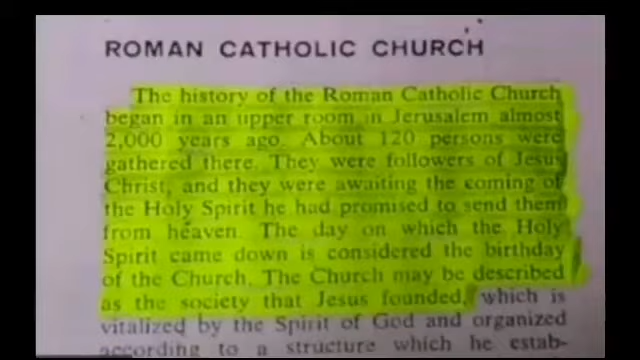 ROMAN CATHOLIC CHURCH
The history of the Roman Catholic Church
began in an upper room in Jerusalem almost
2,000 years ago. About 120 persons were
gathered there. They were followers of Jesus
Christ, and they were awaiting the coming of
the Holy Spirit he had promised to send them
from heaven. The day on which the Holy
Spirit came down is considered the birthday
of the Church. The Church may be described
as the society that Jesus founded, which is
vitalized by the Spirit of God and organized
according to a structure which he estab-